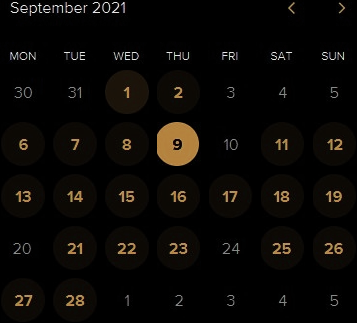 September 2021
MON TUE WED THU FRI SAT SUN
30 31 1 2 3 4 5
6 7 8 9 10 11 12
13 14 15 16 17 18 19
20 21 22 23 24 25 26
27 28 1 2 3 4 5